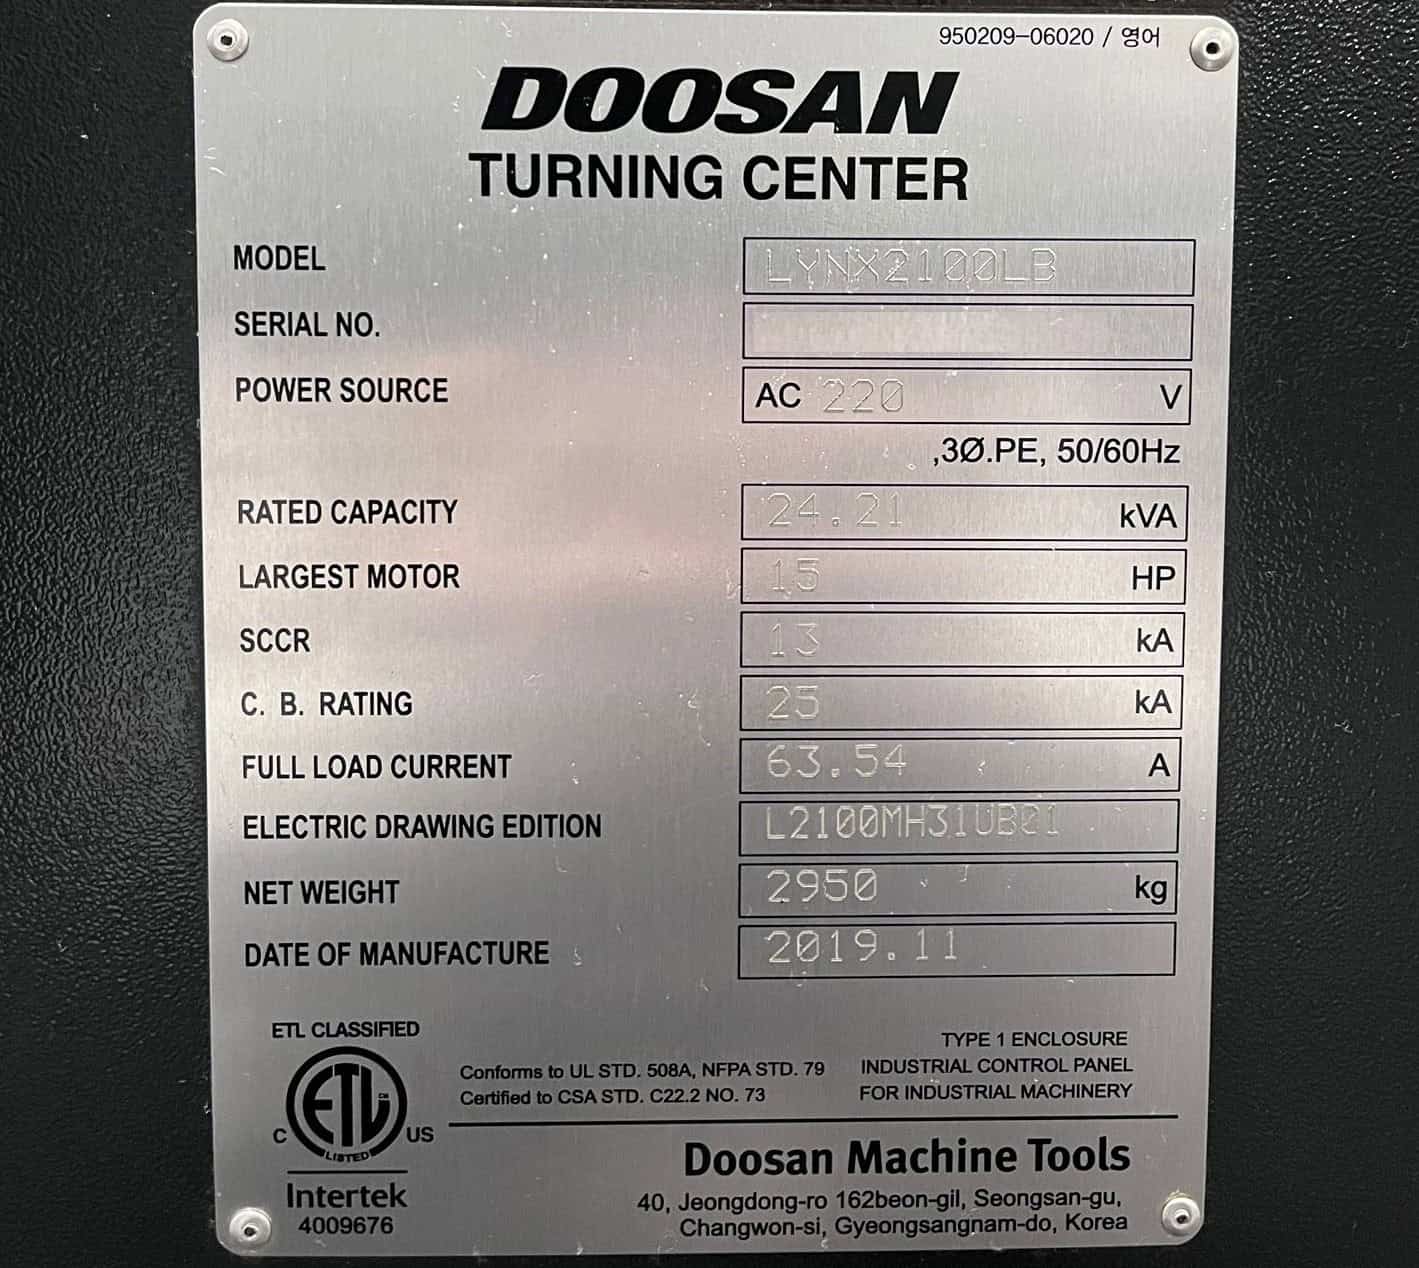 950209-06020 / 영어
DOOSAN
TURNING CENTER
MODEL LYNX2100LB
SERIAL NO.
POWER SOURCE AC 220 V
,3Ø.PE, 50/60Hz
RATED CAPACITY 24.21 kVA
LARGEST MOTOR 15 HP
SCCR 13 kA
C. B. RATING 25 kA
FULL LOAD CURRENT 63.54 A
ELECTRIC DRAWING EDITION L2100MH31UB01
NET WEIGHT 2950 kg
DATE OF MANUFACTURE 2019.11
ETL CLASSIFIED
ETL CM
LISTED
C US
Intertek
4009676
Conforms to UL STD. 508A, NFPA STD. 79
Certified to CSA STD. C22.2 NO. 73
TYPE 1 ENCLOSURE
INDUSTRIAL CONTROL PANEL
FOR INDUSTRIAL MACHINERY
Doosan Machine Tools
40, Jeongdong-ro 162beon-gil, Seongsan-gu,
Changwon-si, Gyeongsangnam-do, Korea